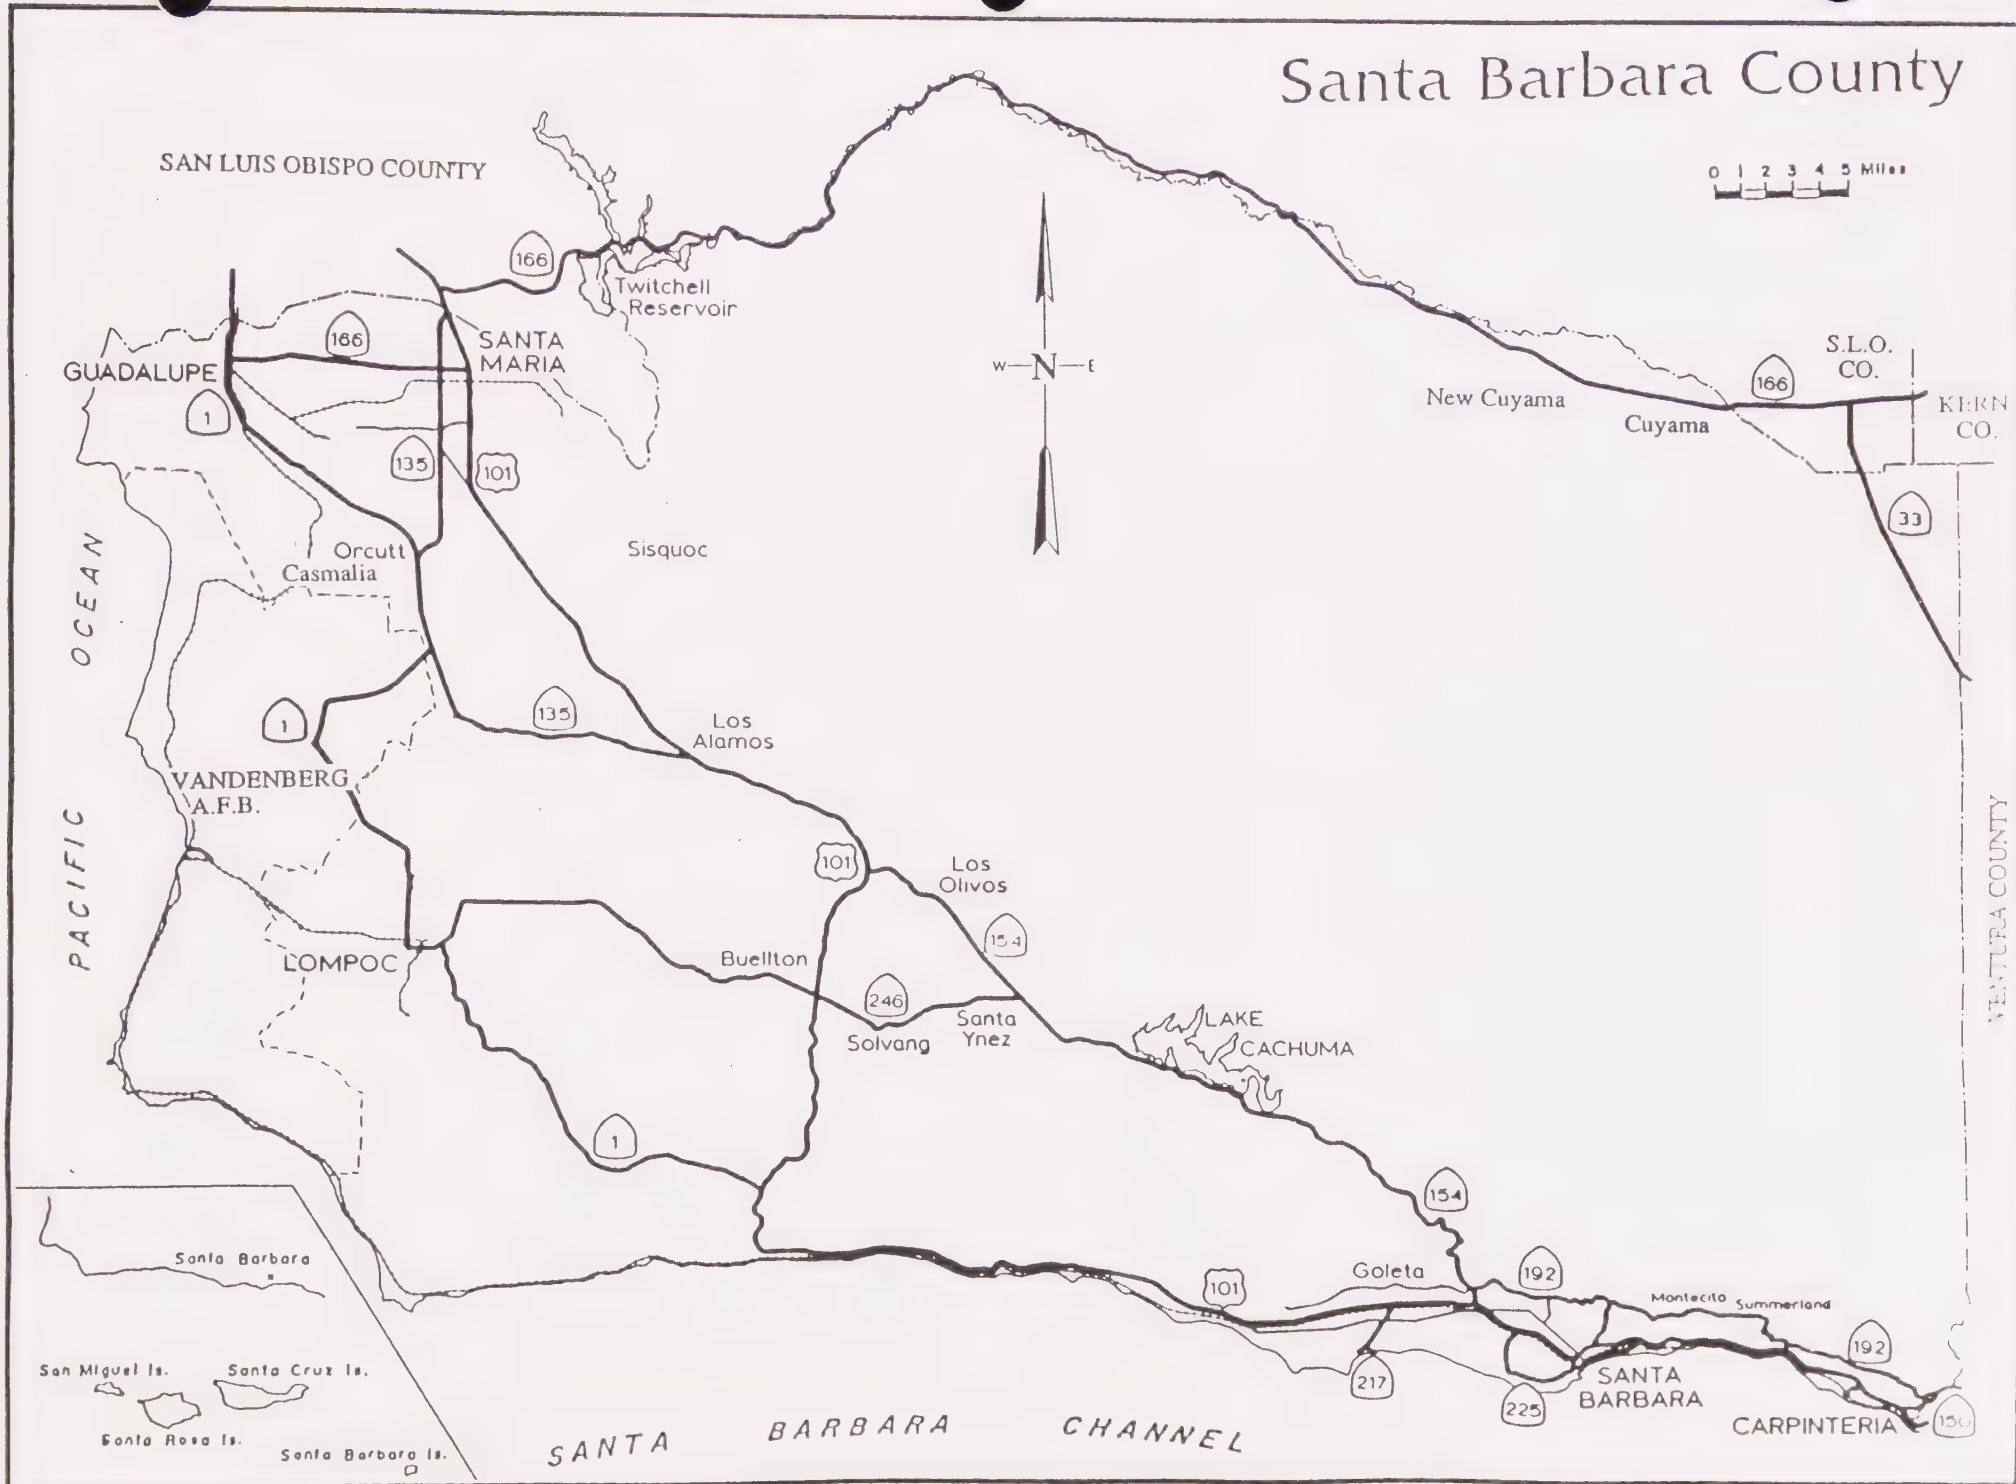 Santa Barbara County
SAN LUIS OBISPO COUNTY
0 1 2 3 4 5 Miles
166
Twitchell
Reservoir
166
SANTA
MARIA
GUADALUPE
1
W N E
S.L.O.
CO.
166
New Cuyama
Cuyama
KERN
CO.
135
101
33
Orcutt
Casmalia
Sisquoc
PACIFIC OCEAN
1
135
Los
Alamos
VANDENBERG
A.F.B.
VENTURA COUNTY
101
Los
Olivos
154
LOMPOC
Buellton
246
Solvang
Santa
Ynez
LAKE
CACHUMA
1
154
Santa Barbara
101
Goleta
192
Montecito
Summerland
192
San Miguel Is.
Santa Cruz Is.
Santa Rosa Is.
Santa Barbara Is.
217
225
SANTA
BARBARA
CARPINTERIA
150
SANTA BARBARA CHANNEL